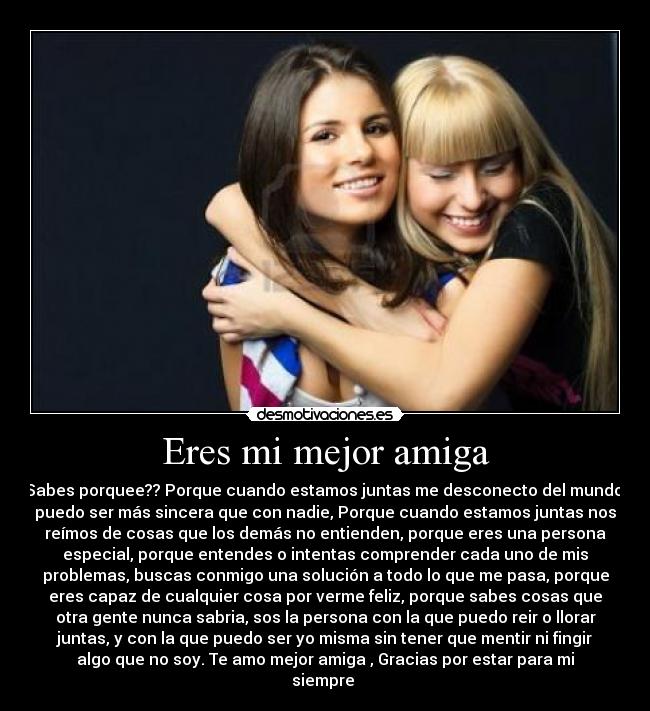 desmotivaciones.es
Eres mi mejor amiga
Sabes porquee?? Porque cuando estamos juntas me desconecto del mundo
puedo ser más sincera que con nadie, Porque cuando estamos juntas nos
reímos de cosas que los demás no entienden, porque eres una persona
especial, porque entendes o intentas comprender cada uno de mis
problemas, buscas conmigo una solución a todo lo que me pasa, porque
eres capaz de cualquier cosa por verme feliz, porque sabes cosas que
otra gente nunca sabria, sos la persona con la que puedo reir o llorar
juntas, y con la que puedo ser yo misma sin tener que mentir ni fingir
algo que no soy. Te amo mejor amiga , Gracias por estar para mi
siempre